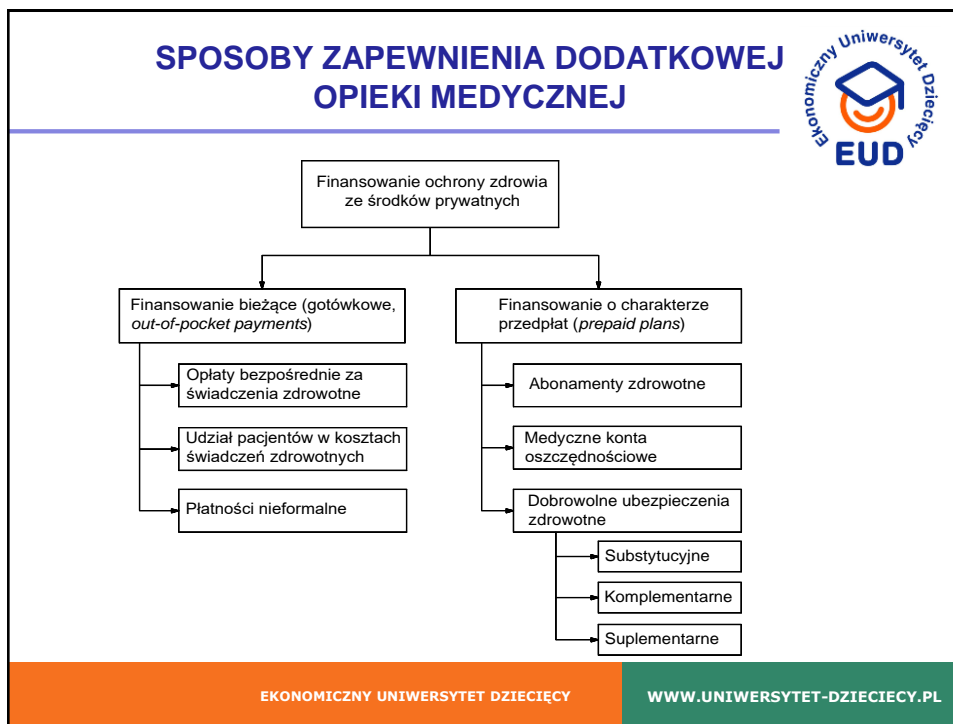 SPOSOBY ZAPEWNIENIA DODATKOWEJ
OPIEKI MEDYCZNEJ
Ekonomiczny Uniwersytet Dziecięcy
EUD
Finansowanie ochrony zdrowia
ze środków prywatnych
Finansowanie bieżące (gotówkowe,
out-of-pocket payments)
Opłaty bezpośrednie za
świadczenia zdrowotne
Udział pacjentów w kosztach
świadczeń zdrowotnych
Płatności nieformalne
Finansowanie o charakterze
przedpłat (prepaid plans)
Abonamenty zdrowotne
Medyczne konta
oszczędnościowe
Dobrowolne ubezpieczenia
zdrowotne
Substytucyjne
Komplementarne
Suplementarne
EKONOMICZNY UNIWERSYTET DZIECIĘCY
WWW.UNIWERSYTET-DZIECIECY.PL